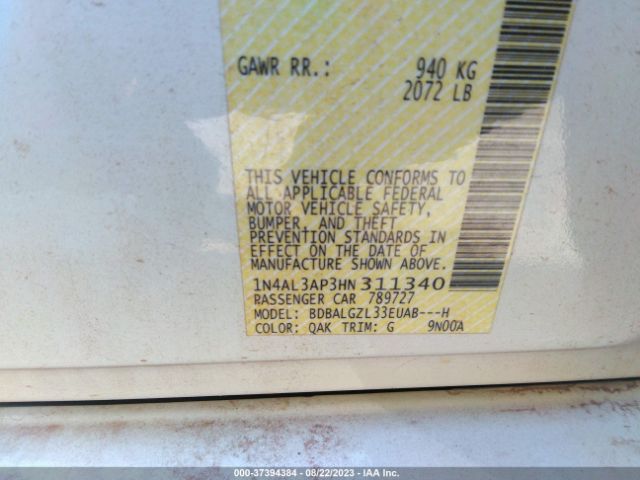 GAWR RR.: 940 KG
2072 LB
THIS VEHICLE CONFORMS TO
ALL APPLICABLE FEDERAL
MOTOR VEHICLE SAFETY,
BUMPER, AND THEFT
PREVENTION STANDARDS IN
EFFECT ON THE DATE OF
MANUFACTURE SHOWN ABOVE.
1N4AL3AP3HN311340
PASSENGER CAR 789727
MODEL: BDBALGZL33EUAB---H
COLOR: QAK TRIM: G 9N00A
000-37394384 - 08/22/2023 - IAA Inc.